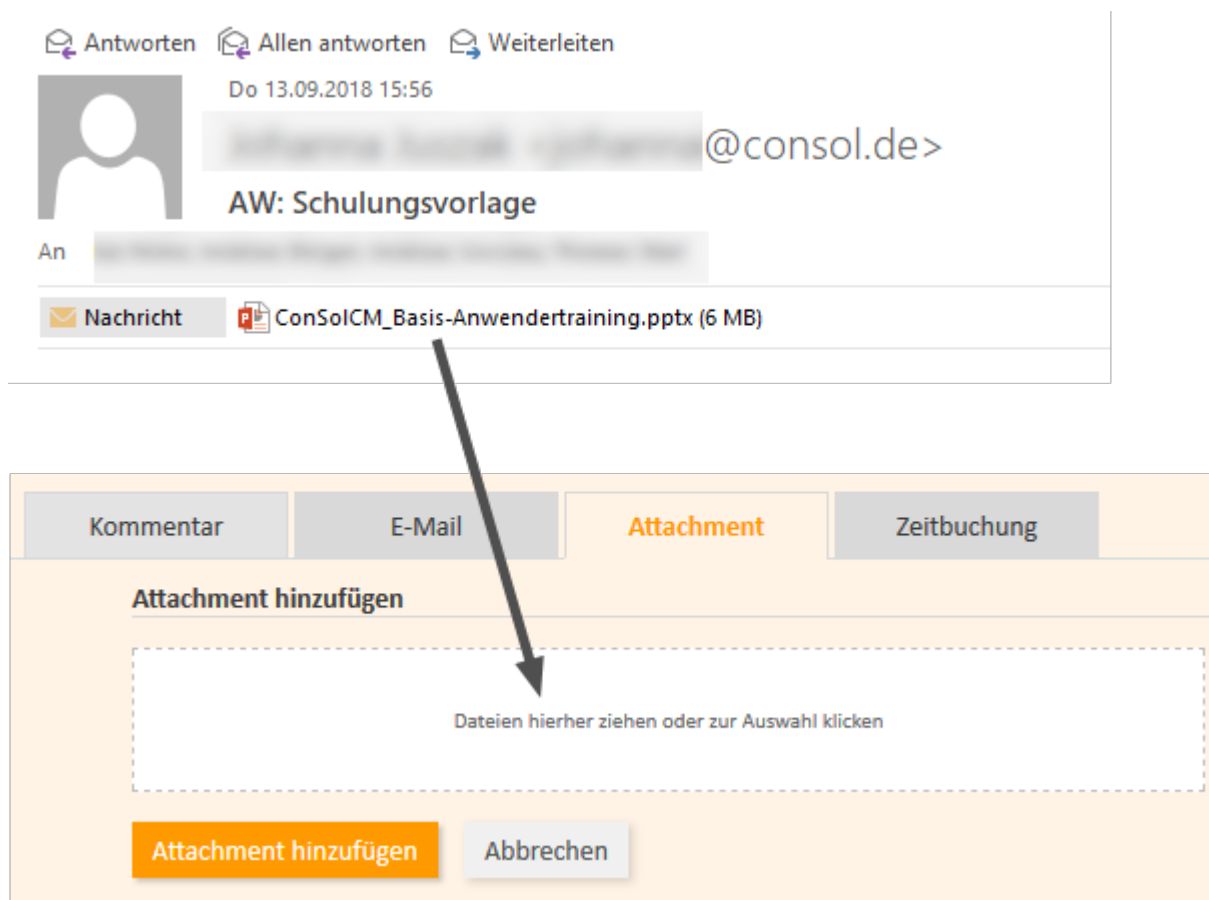 Antworten Allen antworten Weiterleiten
Do 13.09.2018 15:56
@consol.de>
AW: Schulungsvorlage
An
Nachricht ConSolCM_Basis-Anwendertraining.pptx (6 MB)
Kommentar E-Mail Attachment Zeitbuchung
Attachment hinzufügen
Dateien hierher ziehen oder zur Auswahl klicken
Attachment hinzufügen Abbrechen